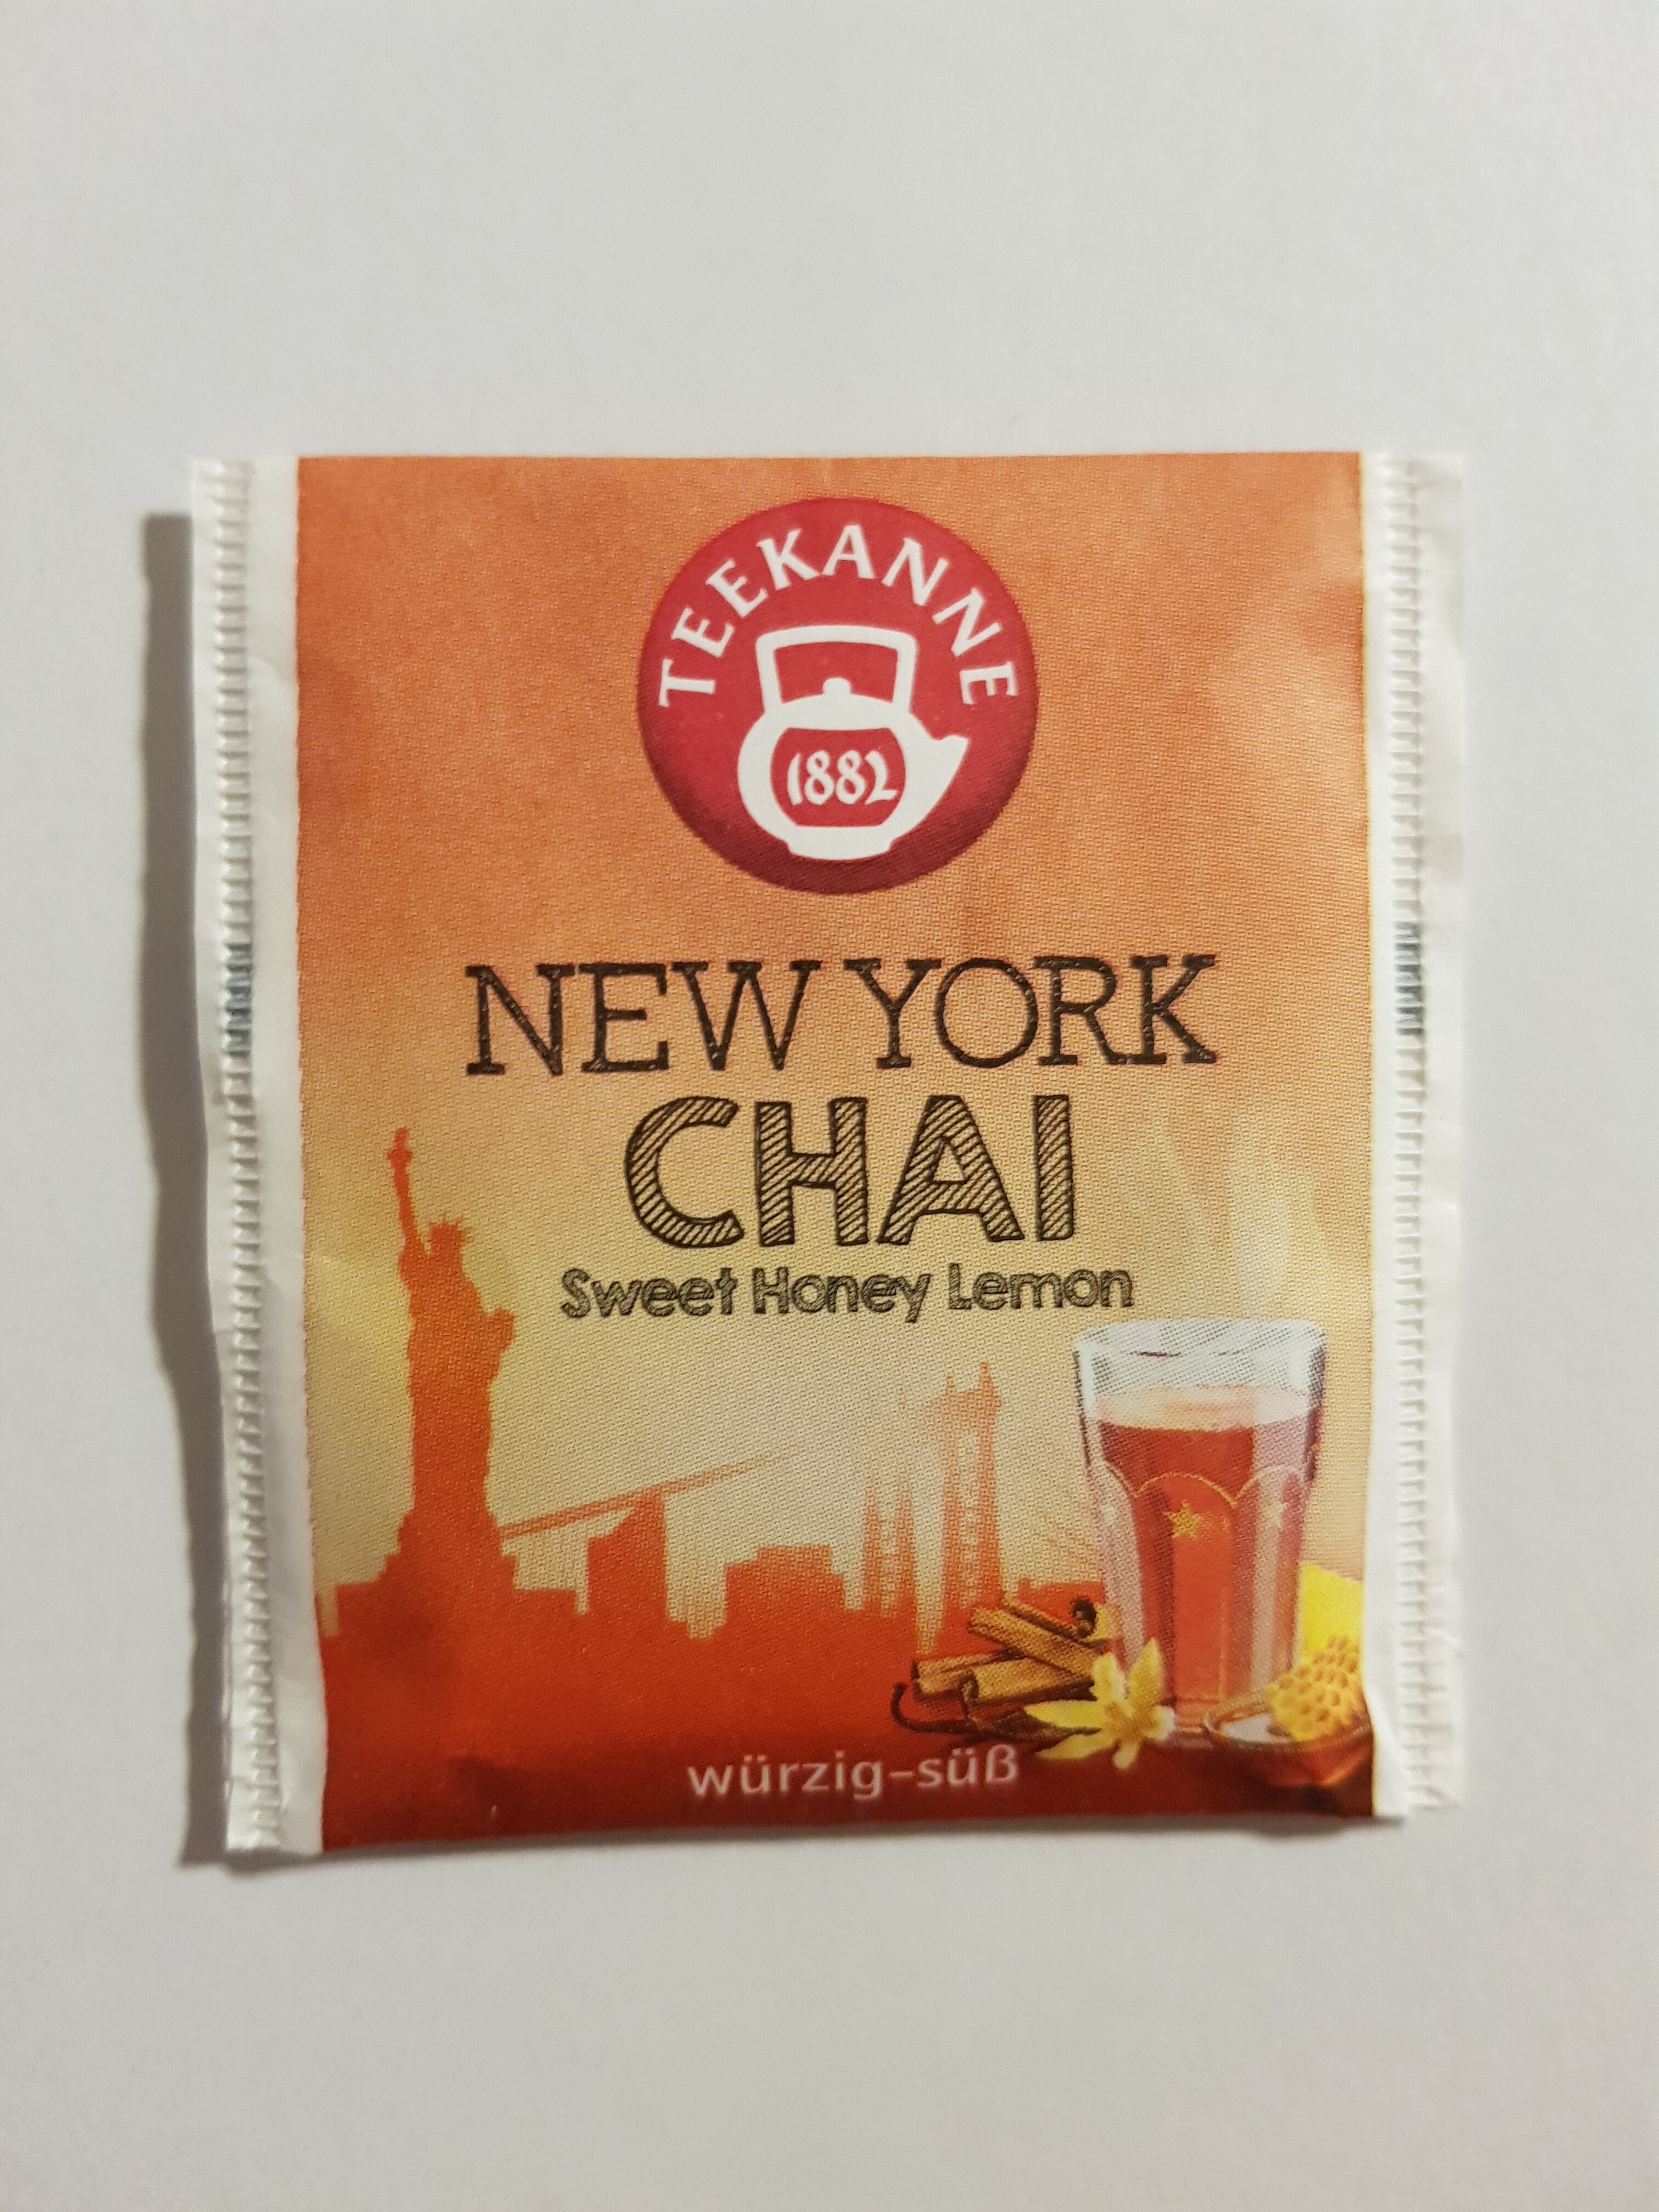 TEEKANNE
1882
NEW YORK
CHAI
Sweet Honey Lemon
würzig-süß